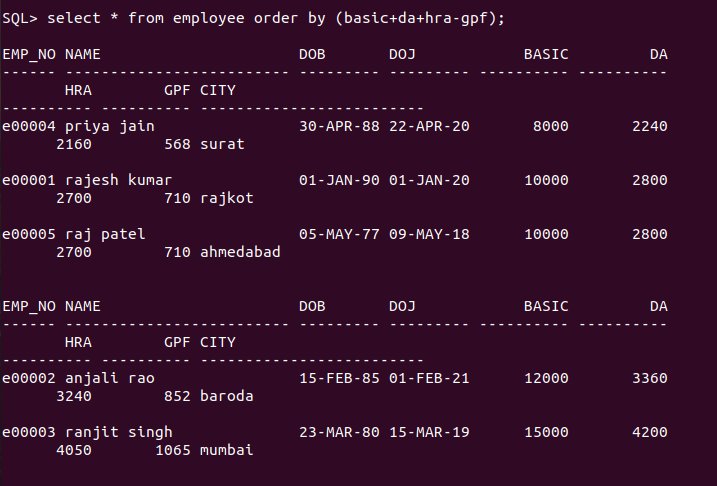 SQL> select * from employee order by (basic+da+hra-gpf);
EMP_NO NAME                      DOB       DOJ            BASIC         DA
------ ------------------------- --------- --------- ---------- ----------
       HRA        GPF CITY
---------- ---------- -------------------------
e00004 priya jain                30-APR-88 22-APR-20       8000       2240
      2160        568 surat
e00001 rajesh kumar              01-JAN-90 01-JAN-20      10000       2800
      2700        710 rajkot
e00005 raj patel                 05-MAY-77 09-MAY-18      10000       2800
      2700        710 ahmedabad
EMP_NO NAME                      DOB       DOJ            BASIC         DA
------ ------------------------- --------- --------- ---------- ----------
       HRA        GPF CITY
---------- ---------- -------------------------
e00002 anjali rao                15-FEB-85 01-FEB-21      12000       3360
      3240        852 baroda
e00003 ranjit singh              23-MAR-80 15-MAR-19      15000       4200
      4050       1065 mumbai